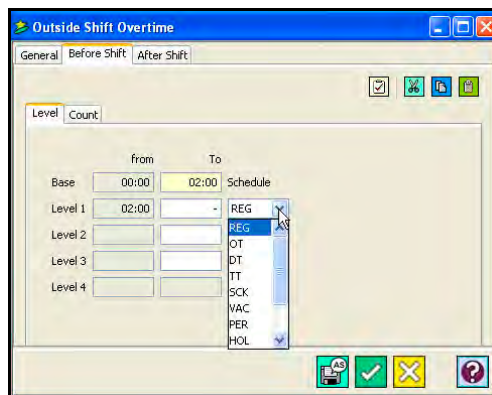 Outside Shift Overtime
General Before Shift After Shift
Level Count
from To
Base 00:00 02:00 Schedule
Level 1 02:00 - REG
Level 2 REG
OT
Level 3 DT
TT
Level 4 SCK
VAC
PER
HOL
AS ?